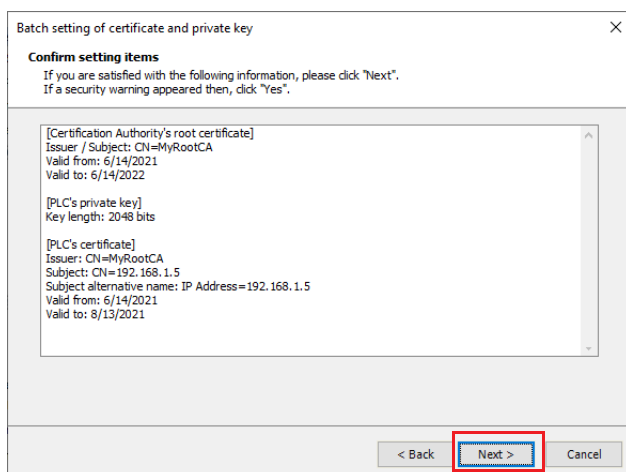 Batch setting of certificate and private key
Confirm setting items
If you are satisfied with the following information, please click "Next".
If a security warning appeared then, click "Yes".
[Certification Authority's root certificate]
Issuer / Subject: CN=MyRootCA
Valid from: 6/14/2021
Valid to: 6/14/2022
[PLC's private key]
Key length: 2048 bits
[PLC's certificate]
Issuer: CN=MyRootCA
Subject: CN=192.168.1.5
Subject alternative name: IP Address=192.168.1.5
Valid from: 6/14/2021
Valid to: 8/13/2021
< Back
Next >
Cancel